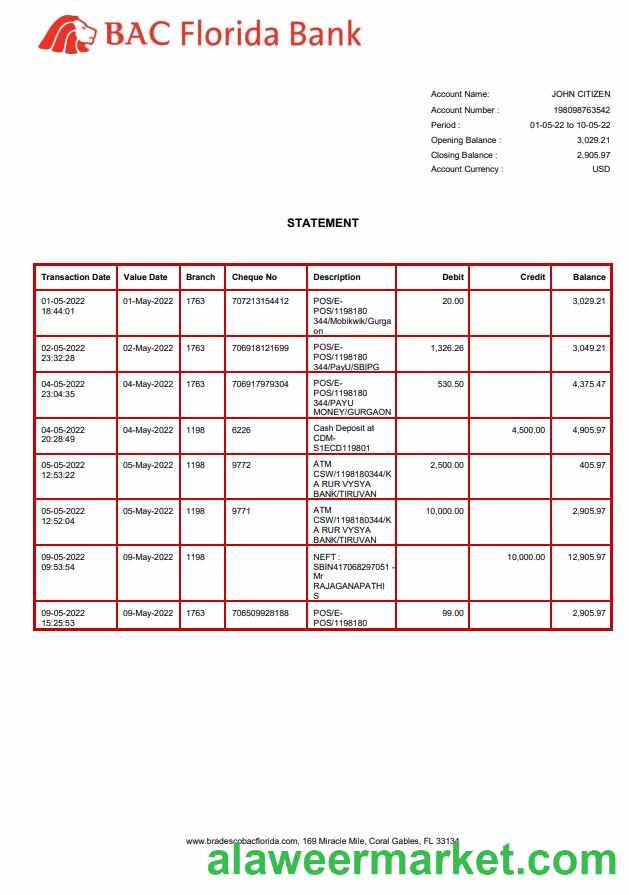 BAC Florida Bank
Account Name: JOHN CITIZEN
Account Number : 198098763542
Period : 01-05-22 to 10-05-22
Opening Balance : 3,029.21
Closing Balance : 2,905.97
Account Currency : USD
STATEMENT
Transaction Date Value Date Branch Cheque No Description Debit Credit Balance
01-05-2022 01-May-2022 1763 707213154412 POS/E- 20.00 3,029.21
18:44:01 POS/1198180
344/Mobikwik/Gurga
on
02-05-2022 02-May-2022 1763 706918121699 POS/E- 1,326.26 3,049.21
23:32:28 POS/1198180
344/PayU/SBIPG
04-05-2022 04-May-2022 1763 706917979304 POS/E- 530.50 4,375.47
23:04:35 POS/1198180
344/PAYU
MONEY/GURGAON
04-05-2022 04-May-2022 1198 6226 Cash Deposit at 4,500.00 4,905.97
20:28:49 CDM-
S1ECD119801
05-05-2022 05-May-2022 1198 9772 ATM 2,500.00 405.97
12:53:22 CSW/1198180344/K
A RUR VYSYA
BANK/TIRUVAN
05-05-2022 05-May-2022 1198 9771 ATM 10,000.00 2,905.97
12:52:04 CSW/1198180344/K
A RUR VYSYA
BANK/TIRUVAN
09-05-2022 09-May-2022 1198 NEFT : 10,000.00 12,905.97
09:53:54 SBIN417068297051 -
Mr
RAJAGANAPATHI
S
09-05-2022 09-May-2022 1763 706509928188 POS/E- 99.00 2,905.97
15:25:53 POS/1198180
www.bradescobacflorida.com, 169 Miracle Mile, Coral Gables, FL 33134
alaweermarket.com